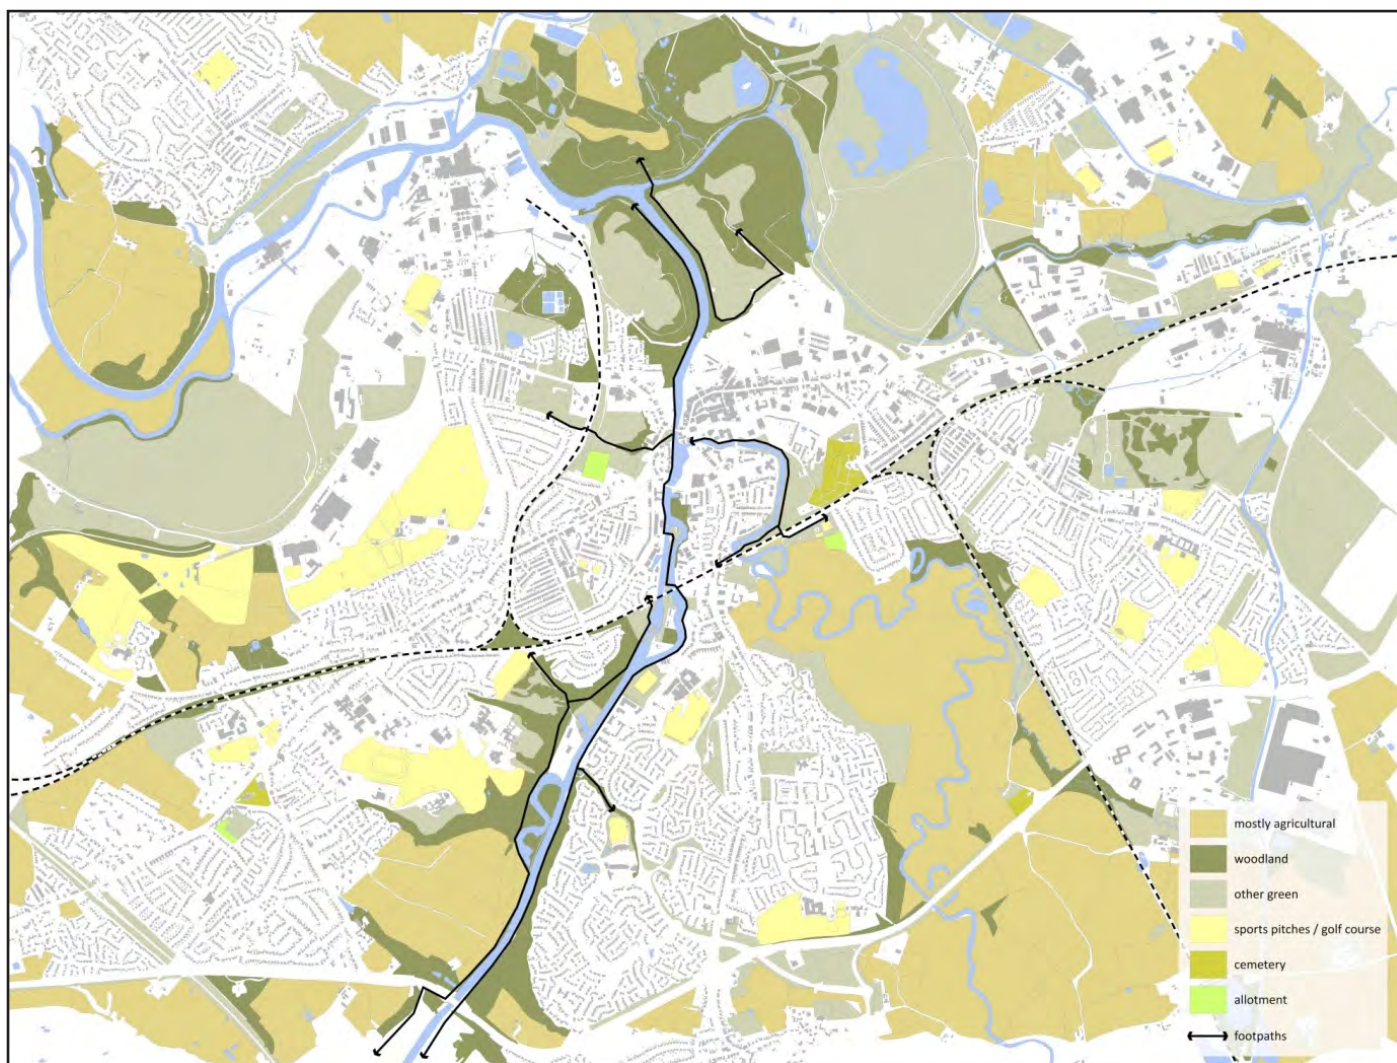 mostly agricultural
woodland
other green
sports pitches / golf course
cemetery
allotment
footpaths